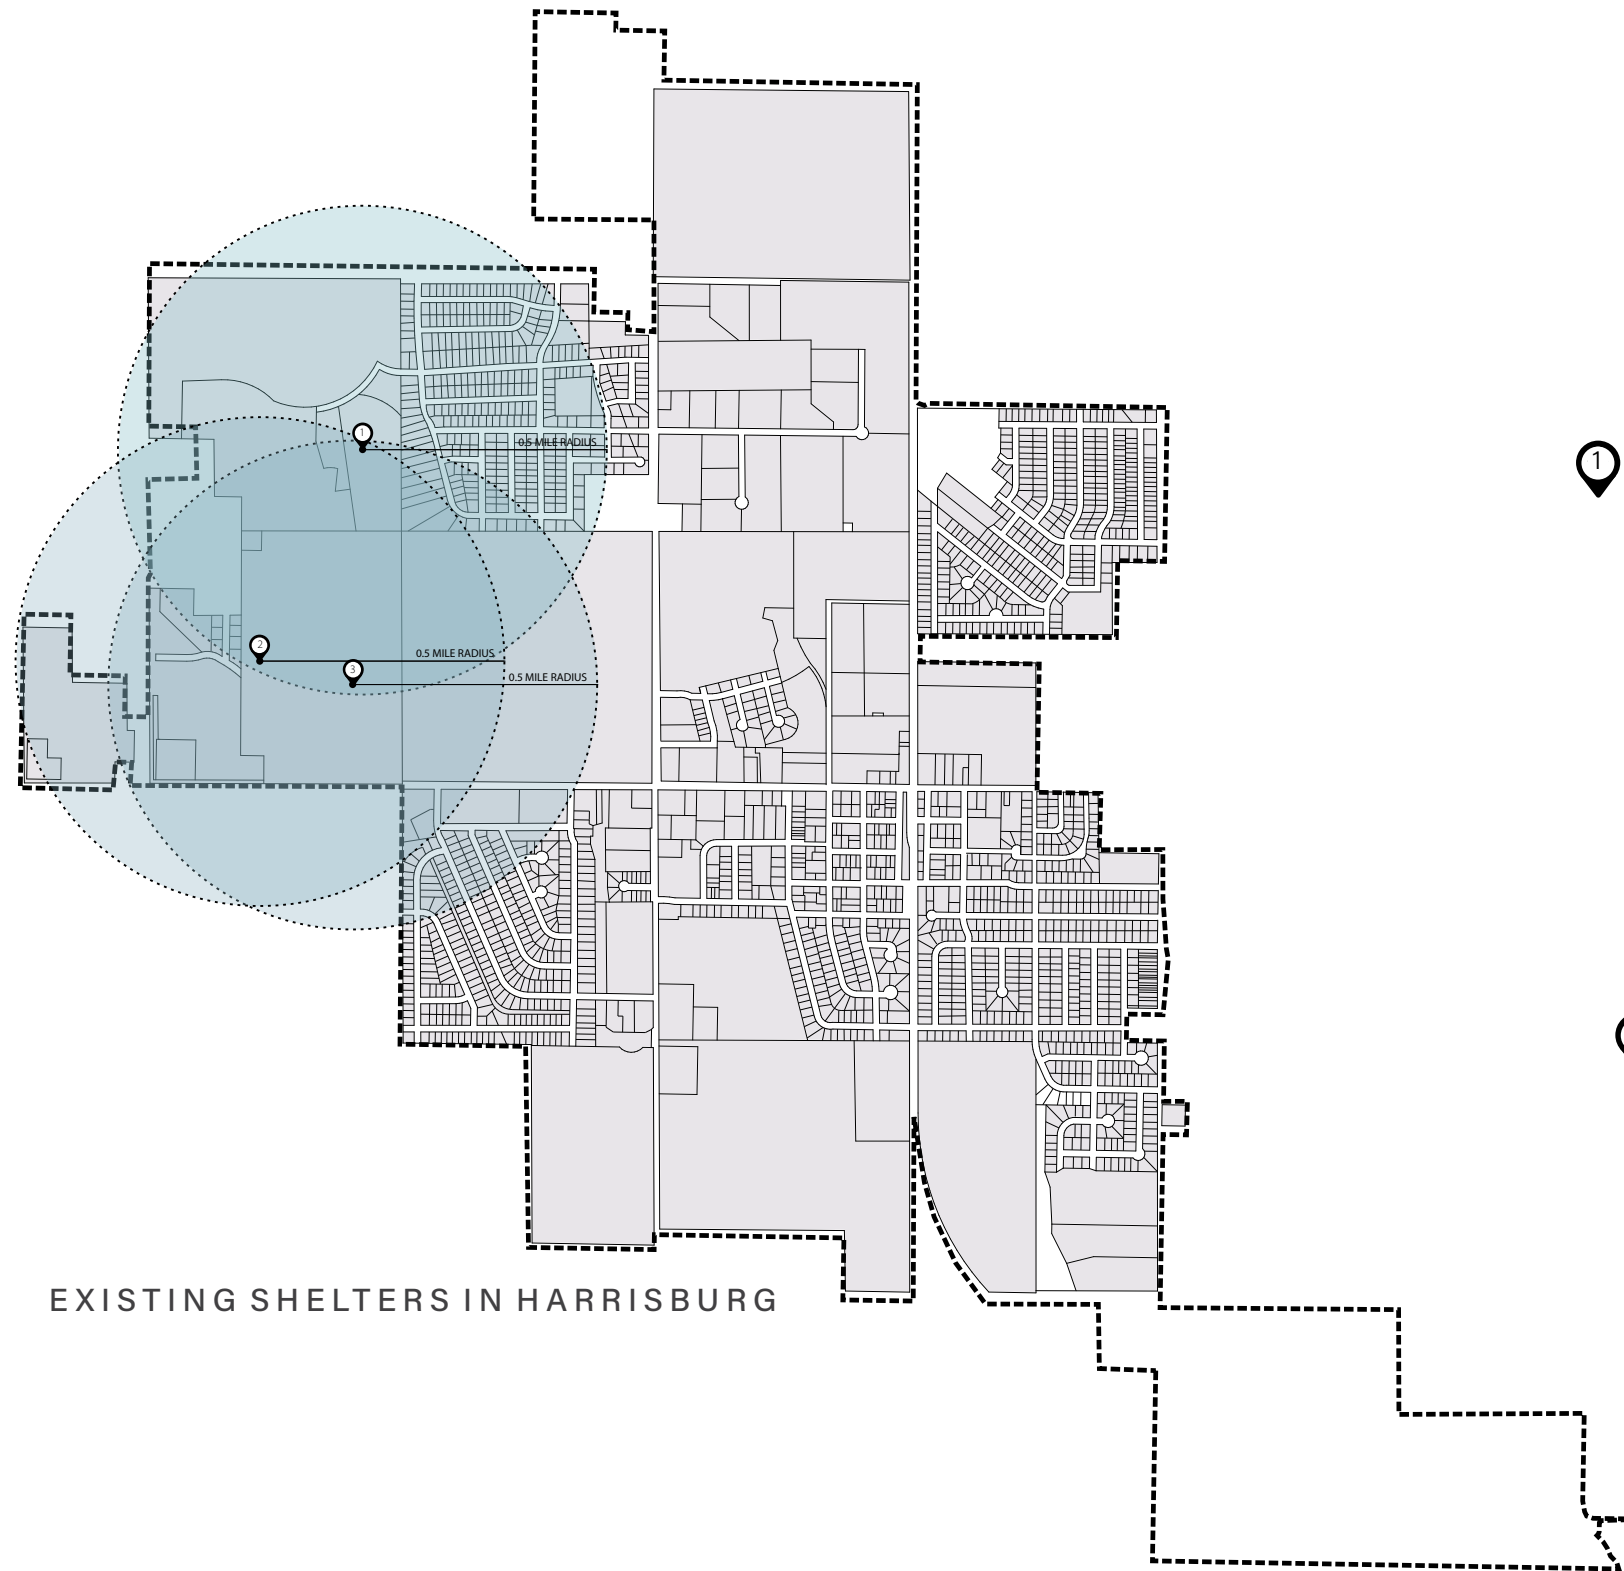 1
0.5 MILE RADIUS
1
2
0.5 MILE RADIUS
3
0.5 MILE RADIUS
EXISTING SHELTERS IN HARRISBURG